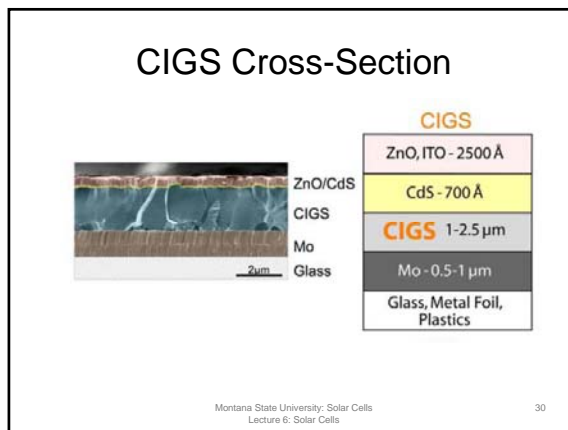 CIGS Cross-Section
ZnO/CdS
CIGS
Mo
Glass
2μm
CIGS
ZnO, ITO - 2500 Å
CdS - 700 Å
CIGS 1-2.5 μm
Mo - 0.5-1 μm
Glass, Metal Foil,
Plastics
Montana State University: Solar Cells
Lecture 6: Solar Cells
30